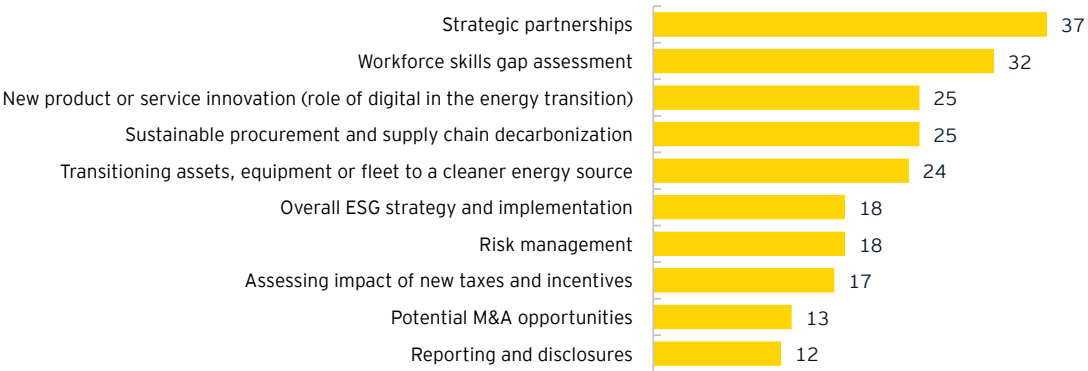 Strategic partnerships 37
Workforce skills gap assessment 32
New product or service innovation (role of digital in the energy transition) 25
Sustainable procurement and supply chain decarbonization 25
Transitioning assets, equipment or fleet to a cleaner energy source 24
Overall ESG strategy and implementation 18
Risk management 18
Assessing impact of new taxes and incentives 17
Potential M&A opportunities 13
Reporting and disclosures 12